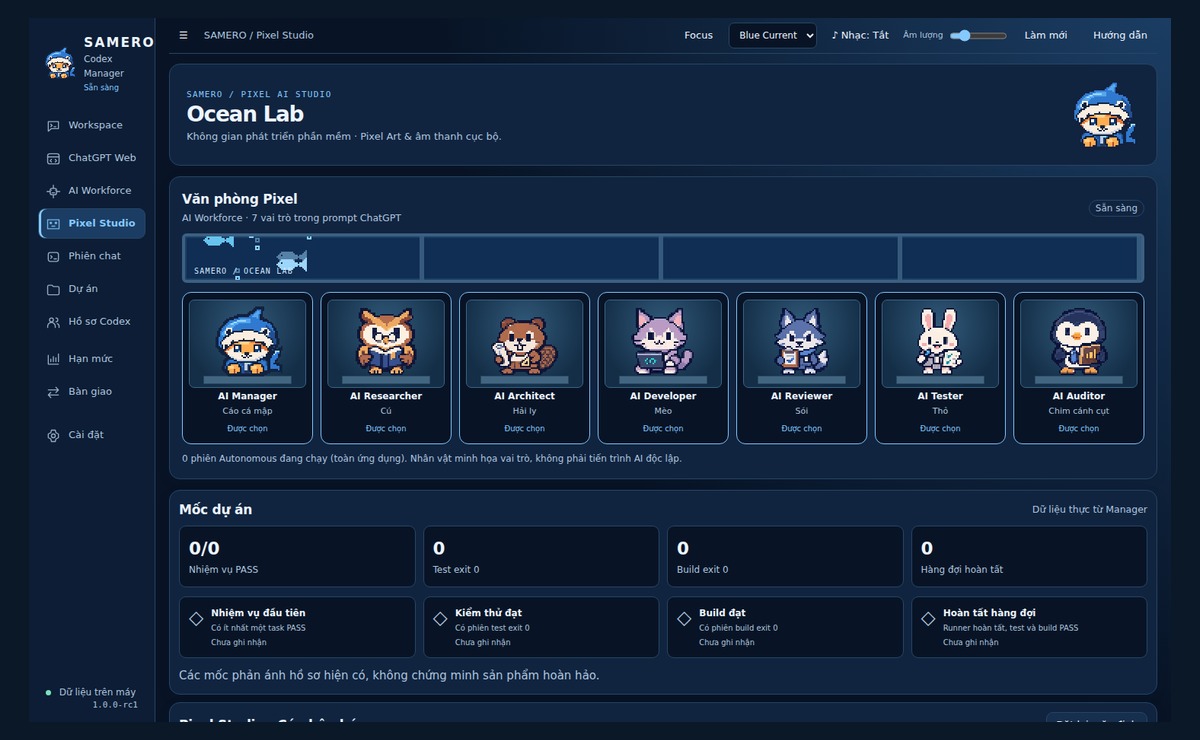 SAMERO
Codex
Manager
Sẵn sàng
Workspace
ChatGPT Web
AI Workforce
Pixel Studio
Phiên chat
Dự án
Hồ sơ Codex
Hạn mức
Bàn giao
Cài đặt
Dữ liệu trên máy
1.0.0-rc1
☰ SAMERO / Pixel Studio
Focus
Blue Current
♪ Nhạc: Tắt
Âm lượng
Làm mới
Hướng dẫn
SAMERO / PIXEL AI STUDIO
Ocean Lab
Không gian phát triển phần mềm · Pixel Art & âm thanh cục bộ.
Văn phòng Pixel
AI Workforce · 7 vai trò trong prompt ChatGPT
Sẵn sàng
SAMERO / OCEAN LAB
AI Manager
Cáo cá mập
Được chọn
AI Researcher
Cú
Được chọn
AI Architect
Hải ly
Được chọn
AI Developer
Mèo
Được chọn
AI Reviewer
Sói
Được chọn
AI Tester
Thỏ
Được chọn
AI Auditor
Chim cánh cụt
Được chọn
0 phiên Autonomous đang chạy (toàn ứng dụng). Nhân vật minh họa vai trò, không phải tiến trình AI độc lập.
Mốc dự án
Dữ liệu thực từ Manager
0/0
Nhiệm vụ PASS
0
Test exit 0
0
Build exit 0
0
Hàng đợi hoàn tất
Nhiệm vụ đầu tiên
Có ít nhất một task PASS
Chưa ghi nhận
Kiểm thử đạt
Có phiên test exit 0
Chưa ghi nhận
Build đạt
Có phiên build exit 0
Chưa ghi nhận
Hoàn tất hàng đợi
Runner hoàn tất, test và build PASS
Chưa ghi nhận
Các mốc phản ánh hồ sơ hiện có, không chứng minh sản phẩm hoàn hảo.